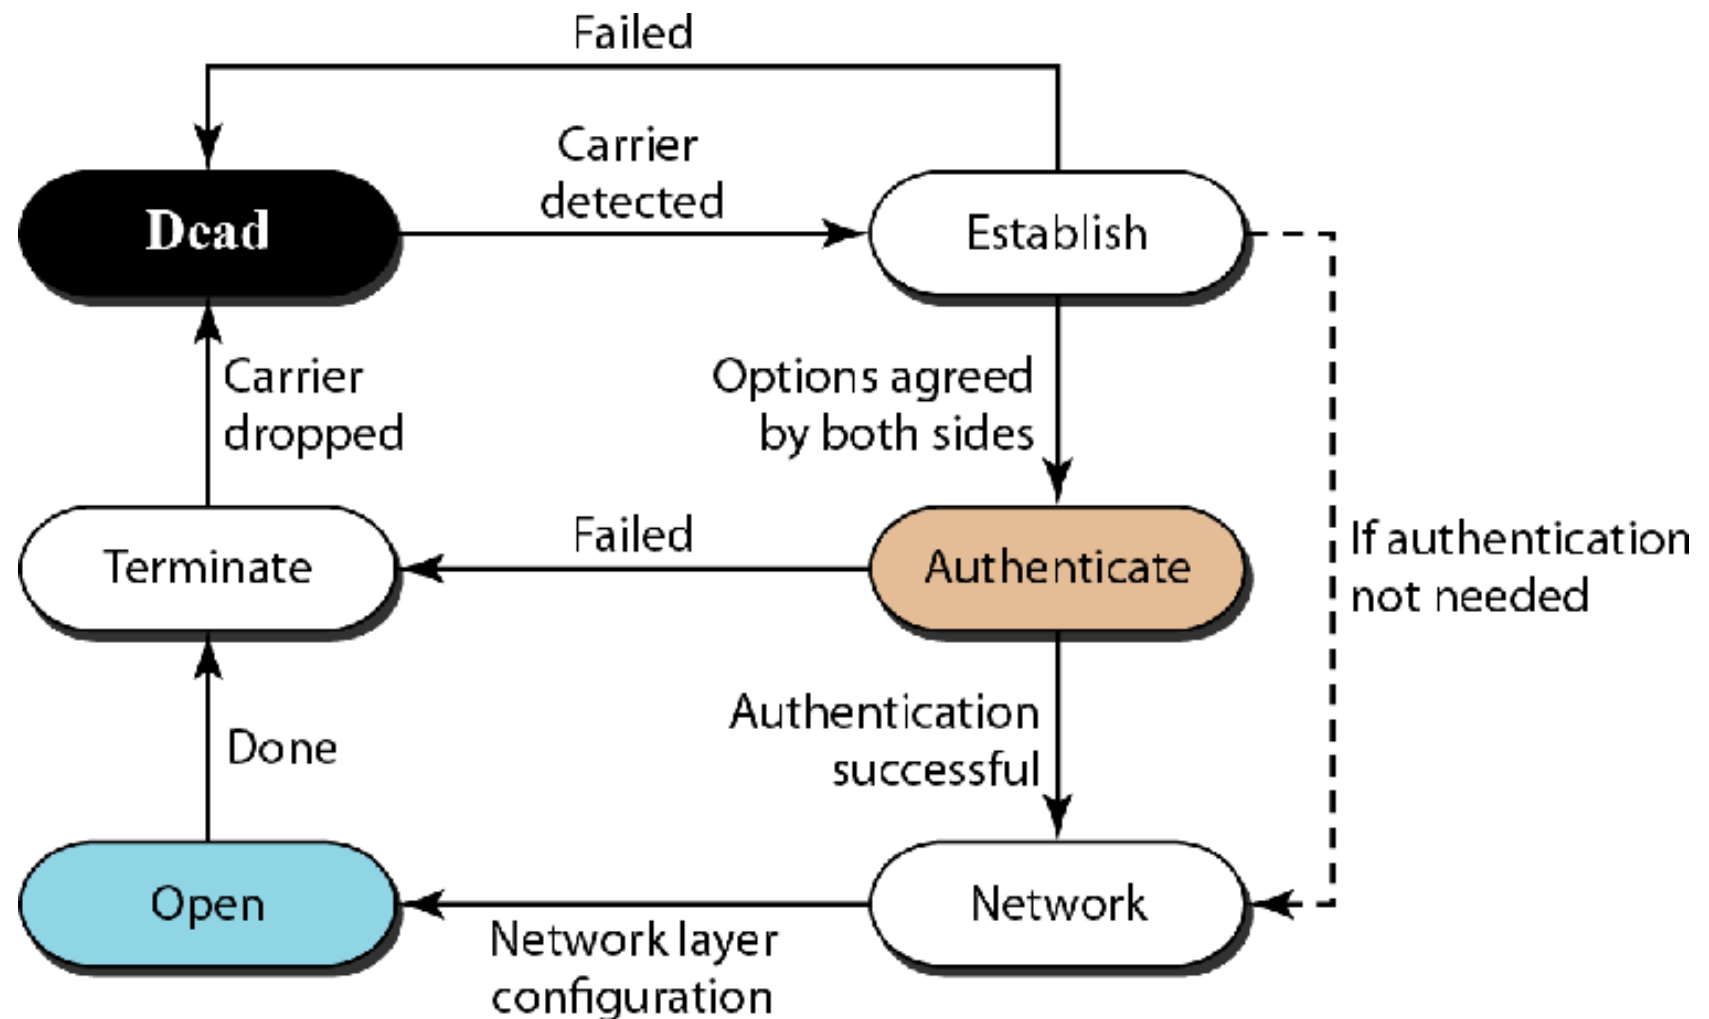 Failed
Carrier
detected
Dead
Establish
Carrier
dropped
Options agreed
by both sides
Terminate
Failed
Authenticate
If authentication
not needed
Done
Authentication
successful
Open
Network
Network layer
configuration